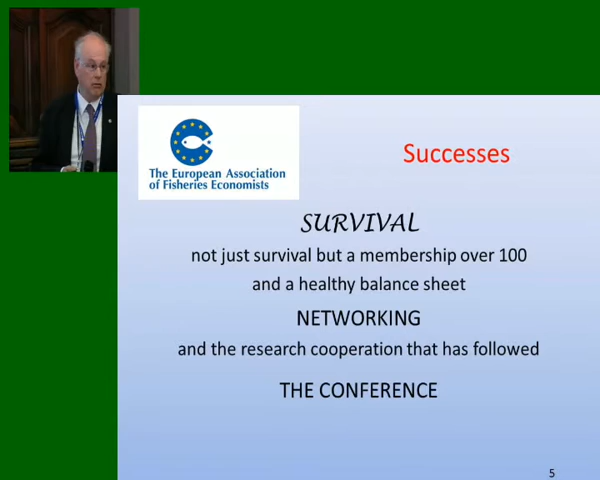 The European Association
of Fisheries Economists
Successes
SURVIVAL
not just survival but a membership over 100
and a healthy balance sheet
NETWORKING
and the research cooperation that has followed
THE CONFERENCE
5